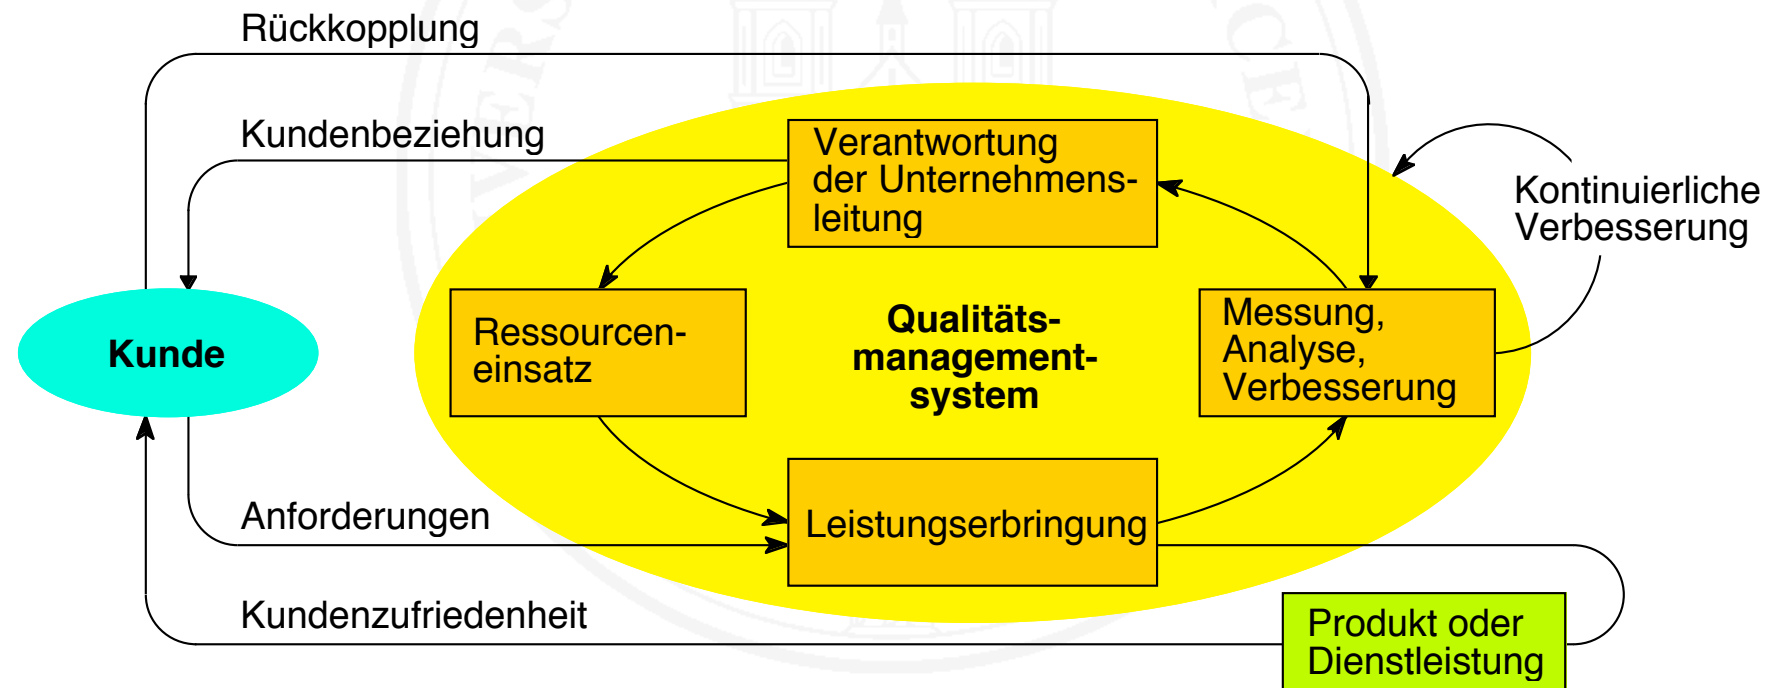 Rückkopplung
Kundenbeziehung
Verantwortung
der Unternehmens-
leitung
Kontinuierliche
Verbesserung
Kunde
Ressourcen-
einsatz
Qualitäts-
management-
system
Messung,
Analyse,
Verbesserung
Anforderungen
Leistungserbringung
Kundenzufriedenheit
Produkt oder
Dienstleistung